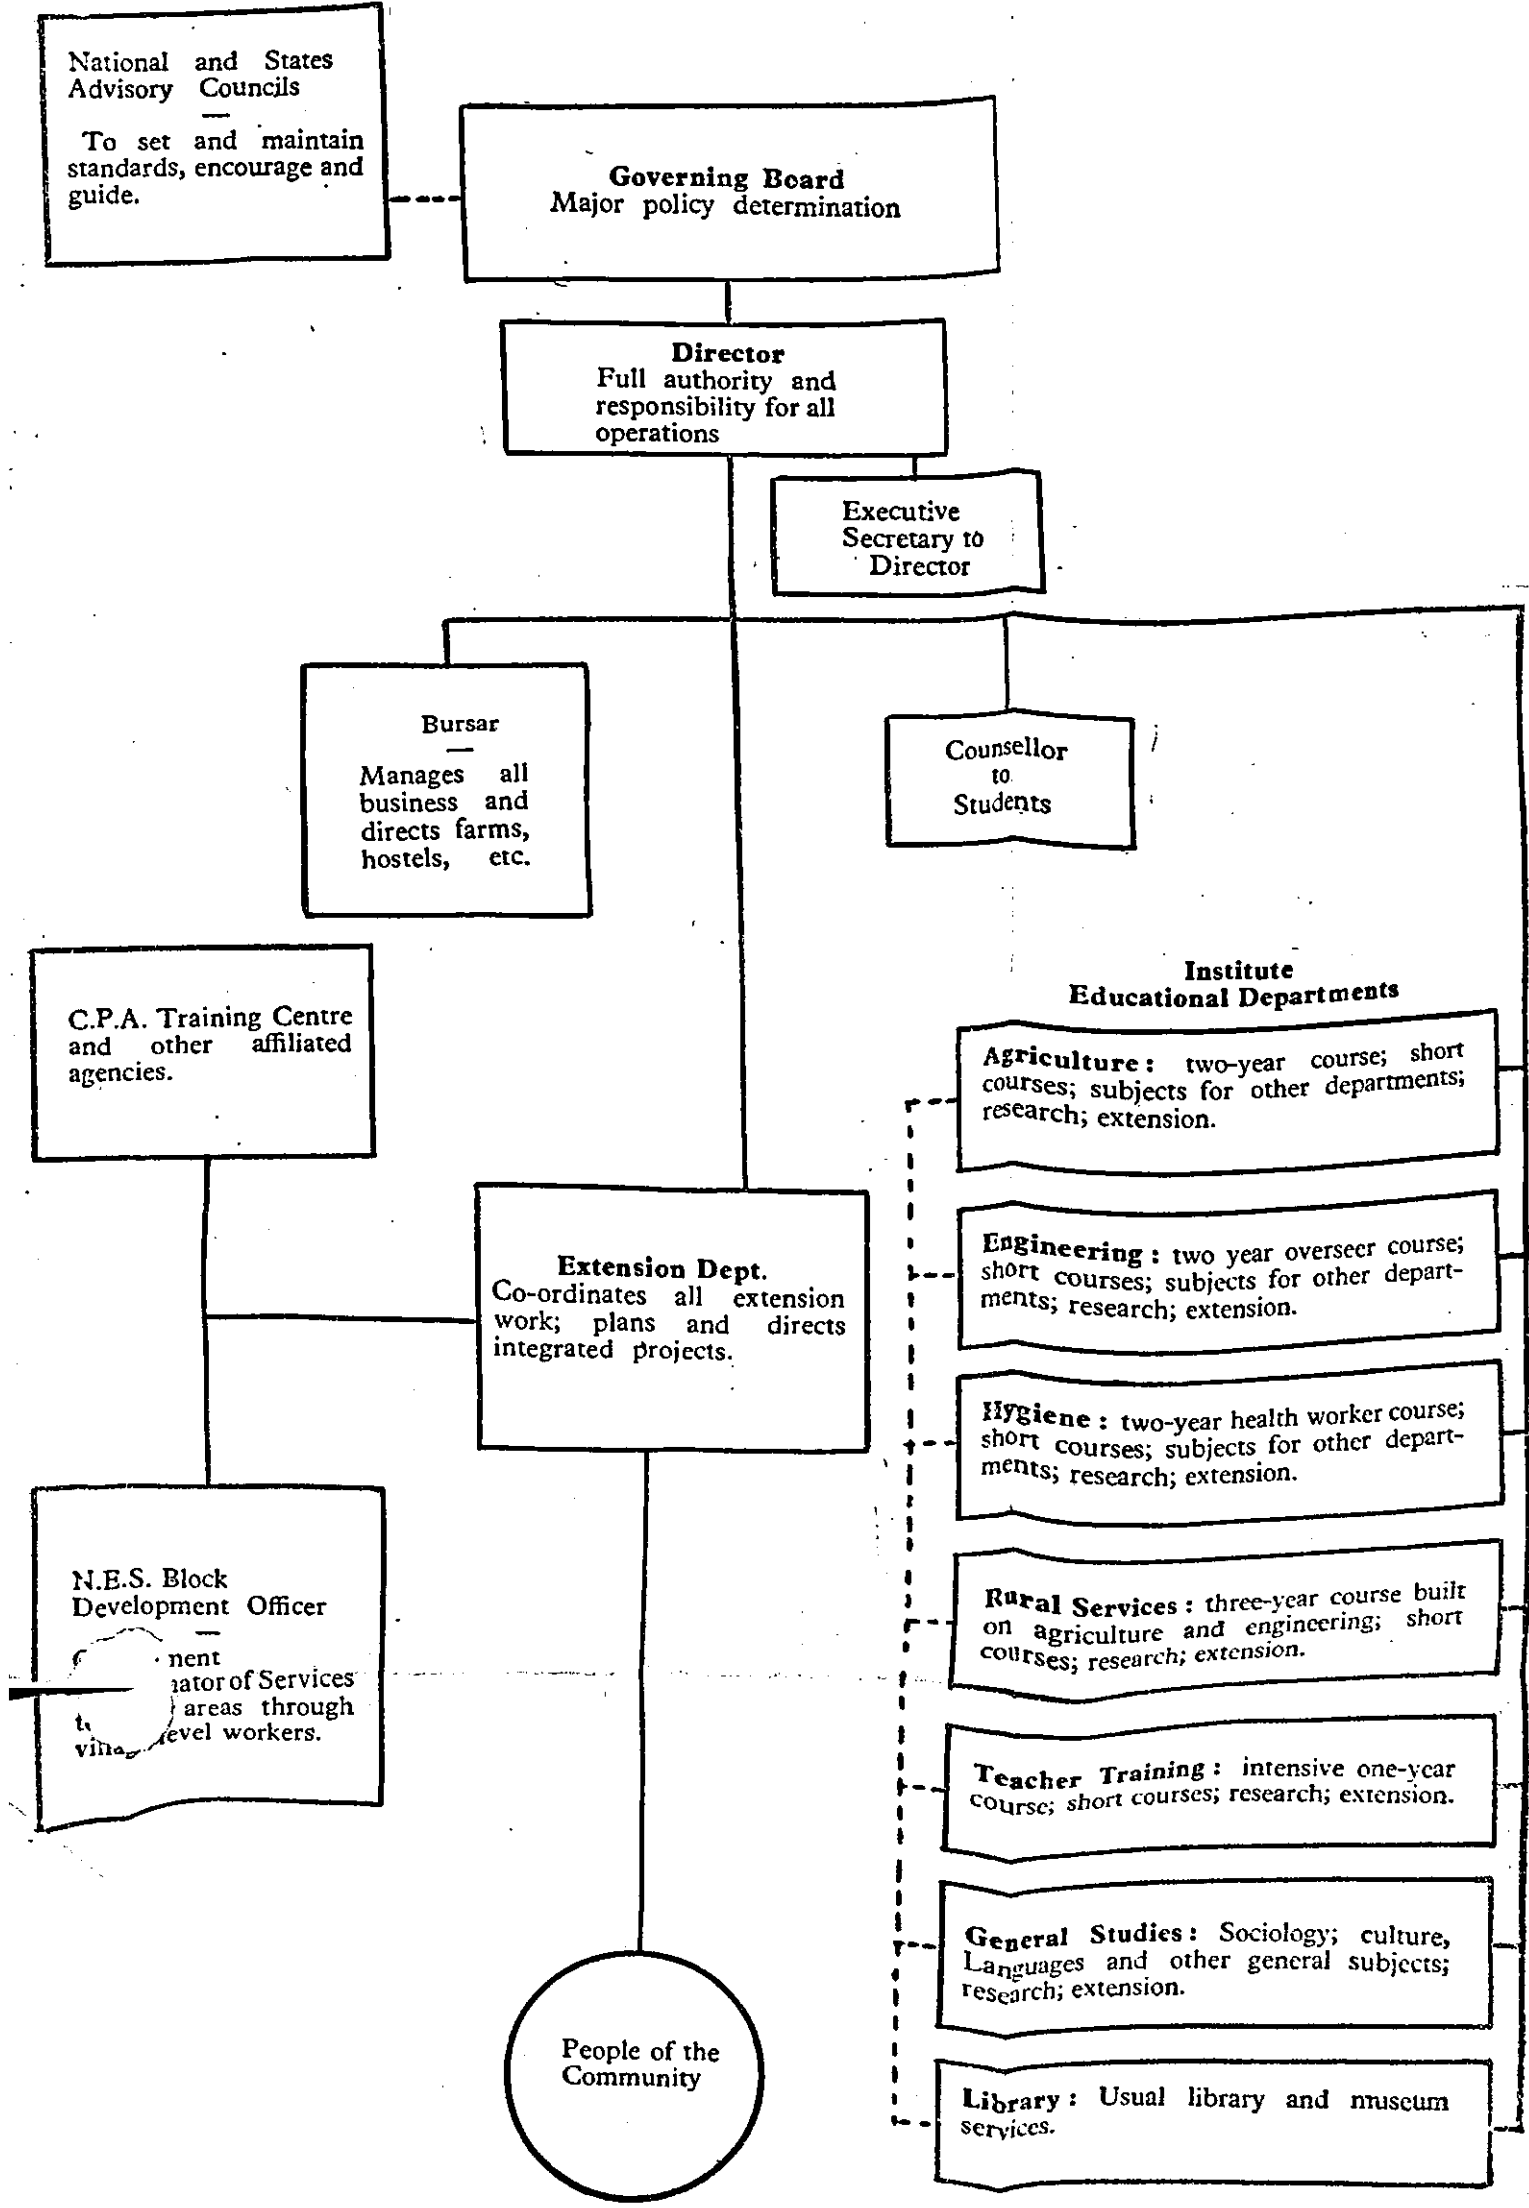 National and States
Advisory Councils
To set and maintain
standards, encourage and
guide.
Governing Board
Major policy determination
Director
Full authority and
responsibility for all
operations
Executive
Secretary to
Director
Bursar
Manages all
business and
directs farms,
hostels, etc.
Counsellor
to
Students
C.P.A. Training Centre
and other affiliated
agencies.
Extension Dept.
Co-ordinates all extension
work; plans and directs
integrated projects.
N.E.S. Block
Development Officer
of Services
areas through
workers.
People of the
Community
Institute
Educational Departments
Agriculture: two-year course; short
courses; subjects for other departments;
research; extension.
Engineering: two year overseer course;
short courses; subjects for other depart-
ments; research; extension.
Hygiene: two-year health worker course;
short courses; subjects for other depart-
ments; research; extension.
Rural Services: three-year course built
on agriculture and engineering; short
courses; research; extension.
Teacher Training: intensive one-year
course; short courses; research; extension.
General Studies: Sociology; culture,
Languages and other general subjects;
research; extension.
Library: Usual library and museum
services.